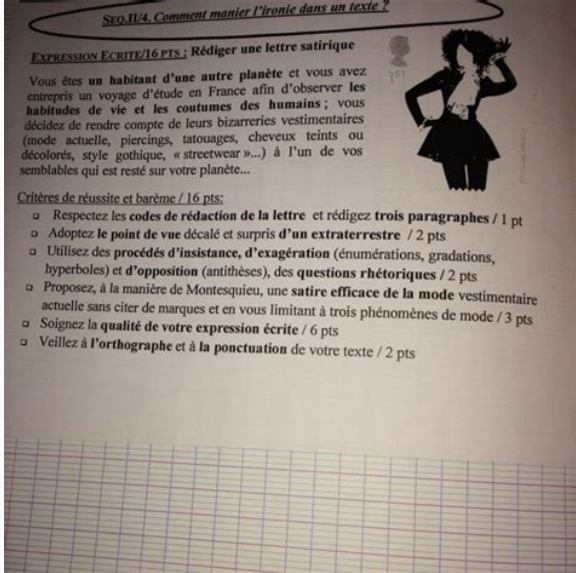 SEQ.II/4. Comment manier l'ironie dans un texte ?
EXPRESSION ECRITE/16 PTS : Rédiger une lettre satirique
Vous êtes un habitant d'une autre planète et vous avez
entrepris un voyage d'étude en France afin d'observer les
habitudes de vie et les coutumes des humains ; vous
décidez de rendre compte de leurs bizarreries vestimentaires
(mode actuelle, piercings, tatouages, cheveux teints ou
décolorés, style gothique, « streetwear »...) à l'un de vos
semblables qui est resté sur votre planète...
1ST
Critères de réussite et barème / 16 pts:
Respectez les codes de rédaction de la lettre et rédigez trois paragraphes / 1 pt
Adoptez le point de vue décalé et surpris d'un extraterrestre / 2 pts
Utilisez des procédés d'insistance, d'exagération (énumérations, gradations,
hyperboles) et d'opposition (antithèses), des questions rhétoriques / 2 pts
Proposez, à la manière de Montesquieu, une satire efficace de la mode vestimentaire
actuelle sans citer de marques et en vous limitant à trois phénomènes de mode / 3 pts
Soignez la qualité de votre expression écrite / 6 pts
Veillez à l'orthographe et à la ponctuation de votre texte / 2 pts